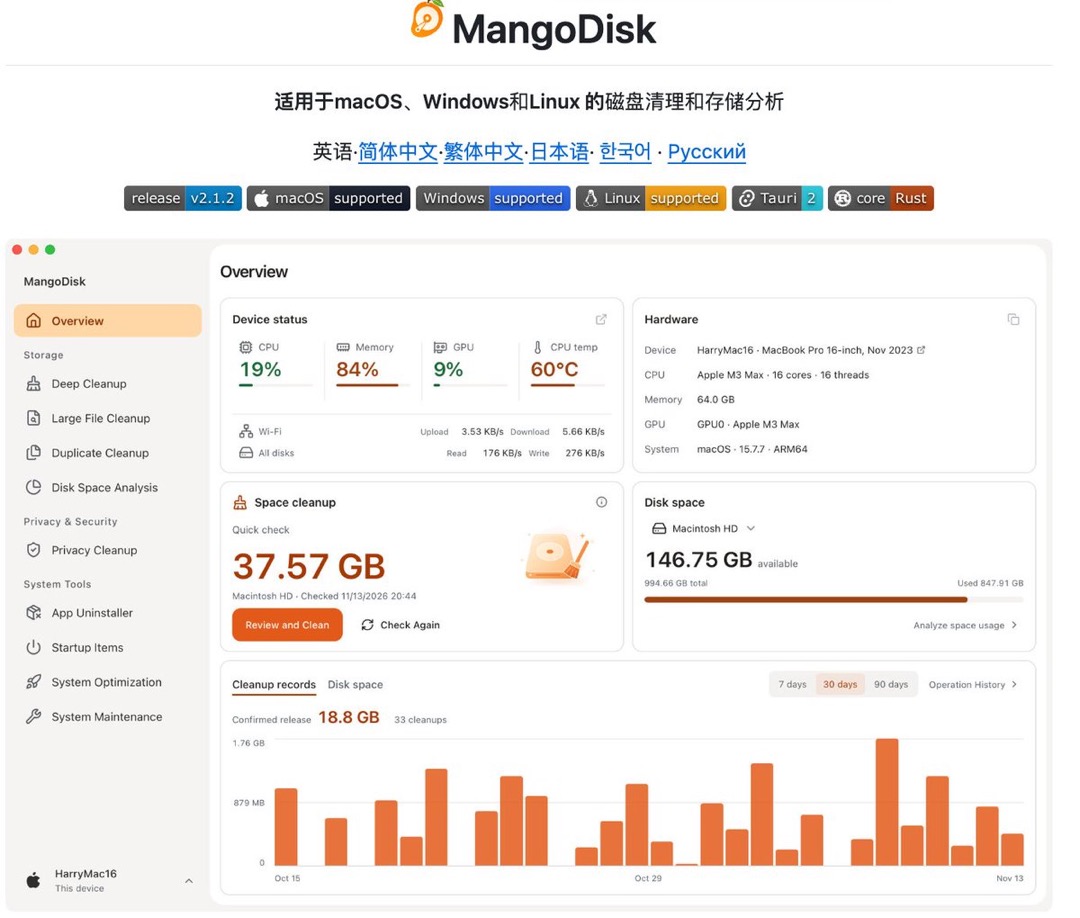 MangoDisk
适用于macOS、Windows和Linux 的磁盘清理和存储分析
英语·简体中文·繁体中文·日本语· 한국어 · Русский
release v2.1.2 macOS supported Windows supported Linux supported Tauri 2 core Rust
MangoDisk
Overview
Storage
Deep Cleanup
Large File Cleanup
Duplicate Cleanup
Disk Space Analysis
Privacy & Security
Privacy Cleanup
System Tools
App Uninstaller
Startup Items
System Optimization
System Maintenance
HarryMac16
This device
Overview
Device status
CPU Memory GPU CPU temp
19% 84% 9% 60°C
Wi-Fi Upload 3.53 KB/s Download 5.66 KB/s
All disks Read 176 KB/s Write 276 KB/s
Hardware
Device HarryMac16 · MacBook Pro 16-inch, Nov 2023
CPU Apple M3 Max · 16 cores · 16 threads
Memory 64.0 GB
GPU GPU0 · Apple M3 Max
System macOS · 15.7.7 · ARM64
Space cleanup
Quick check
37.57 GB
Macintosh HD · Checked 11/13/2026 20:44
Review and Clean Check Again
Disk space
Macintosh HD
146.75 GB available
994.66 GB total Used 847.91 GB
Analyze space usage
Cleanup records Disk space 7 days 30 days 90 days Operation History
Confirmed release 18.8 GB 33 cleanups
1.76 GB
879 MB
0
Oct 15 Oct 29 Nov 13